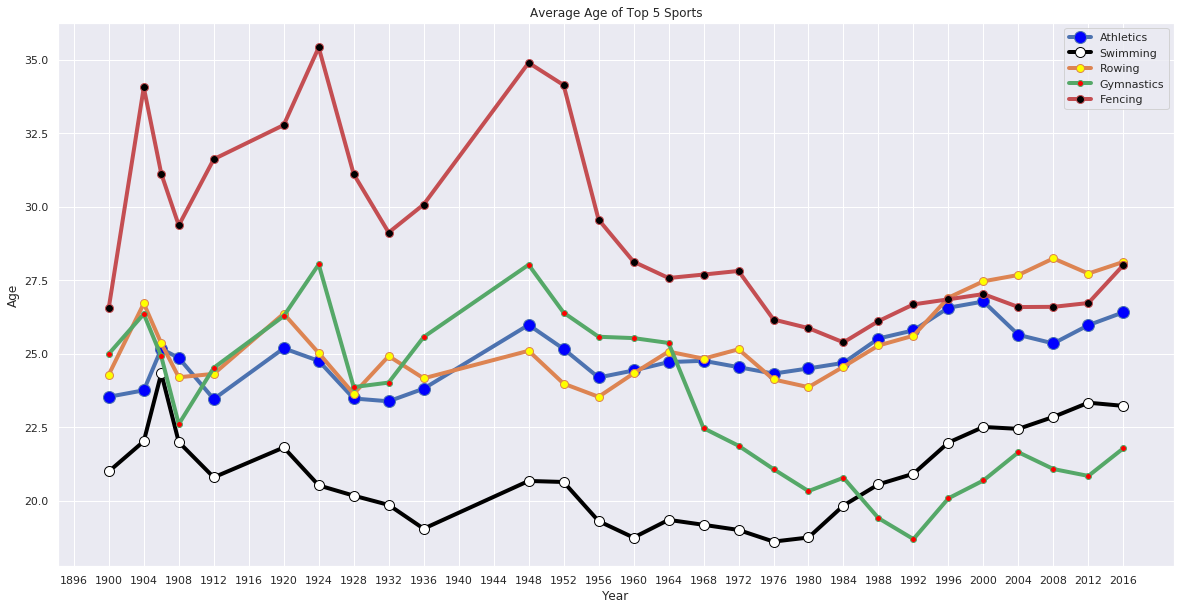 Average Age of Top 5 Sports
Athletics
Swimming
Rowing
Gymnastics
Fencing
35.0
32.5
30.0
27.5
25.0
22.5
20.0
Age
1896 1900 1904 1908 1912 1916 1920 1924 1928 1932 1936 1940 1944 1948 1952 1956 1960 1964 1968 1972 1976 1980 1984 1988 1992 1996 2000 2004 2008 2012 2016
Year